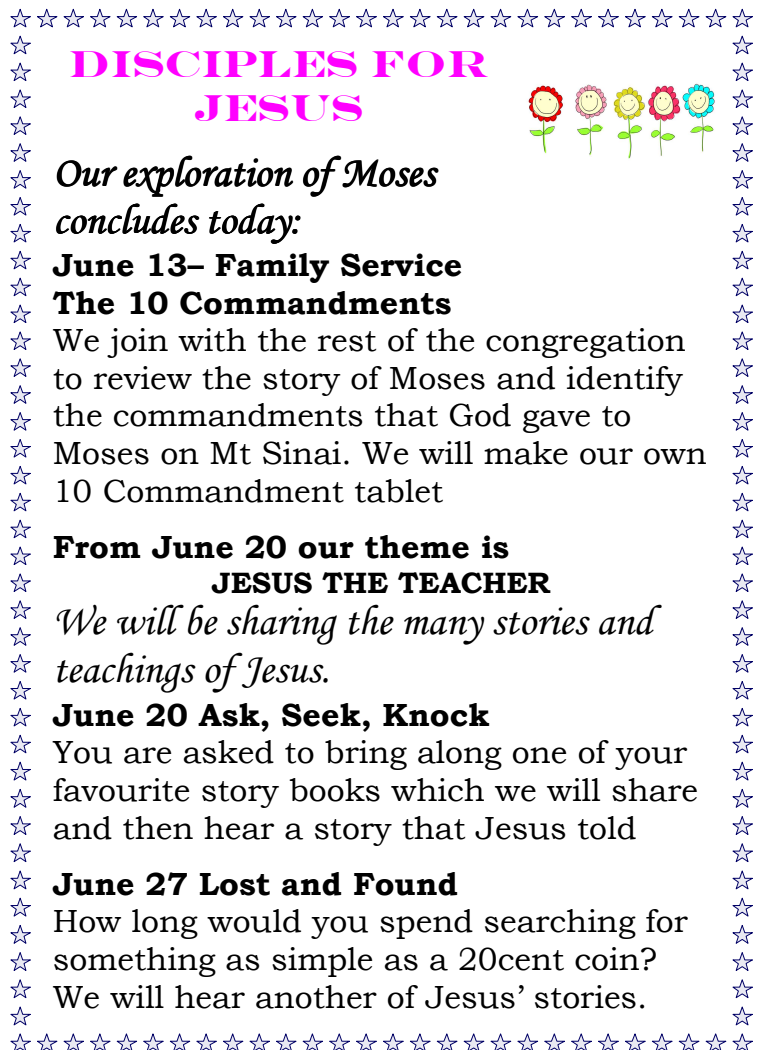 DISCIPLES FOR
JESUS
Our exploration of Moses
concludes today:
June 13– Family Service
The 10 Commandments
We join with the rest of the congregation
to review the story of Moses and identify
the commandments that God gave to
Moses on Mt Sinai. We will make our own
10 Commandment tablet
From June 20 our theme is
JESUS THE TEACHER
We will be sharing the many stories and
teachings of Jesus.
June 20 Ask, Seek, Knock
You are asked to bring along one of your
favourite story books which we will share
and then hear a story that Jesus told
June 27 Lost and Found
How long would you spend searching for
something as simple as a 20cent coin?
We will hear another of Jesus’ stories.